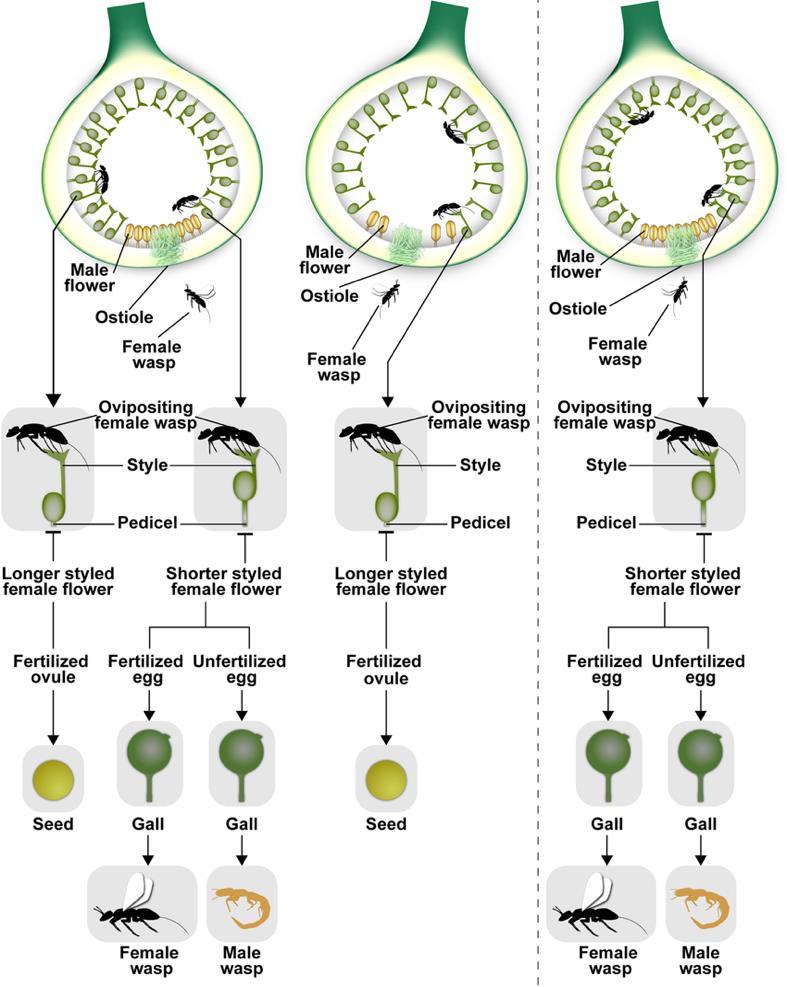 Male
flower
Ostiole
Female
wasp
Male
flower
Ostiole
Female
wasp
Male
flower
Ostiole
Female
wasp
Ovipositing
female wasp
Style
Pedicel
Ovipositing
female wasp
Style
Pedicel
Ovipositing
female wasp
Style
Pedicel
Longer styled
female flower
Shorter styled
female flower
Longer styled
female flower
Shorter styled
female flower
Fertilized
ovule
Fertilized
egg
Unfertilized
egg
Fertilized
ovule
Fertilized
egg
Unfertilized
egg
Seed
Gall
Gall
Seed
Gall
Gall
Female
wasp
Male
wasp
Female
wasp
Male
wasp